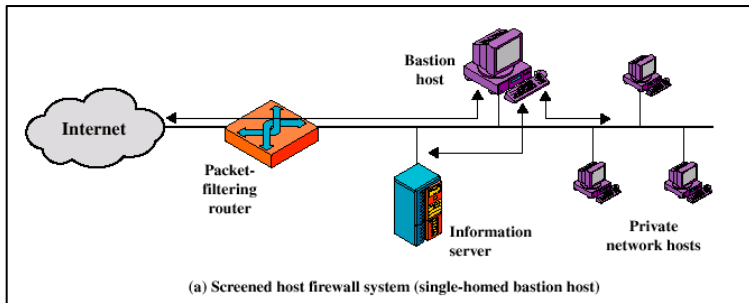 Bastion
host
Internet
Packet-
filtering
router
Information
server
Private
network hosts
(a) Screened host firewall system (single-homed bastion host)